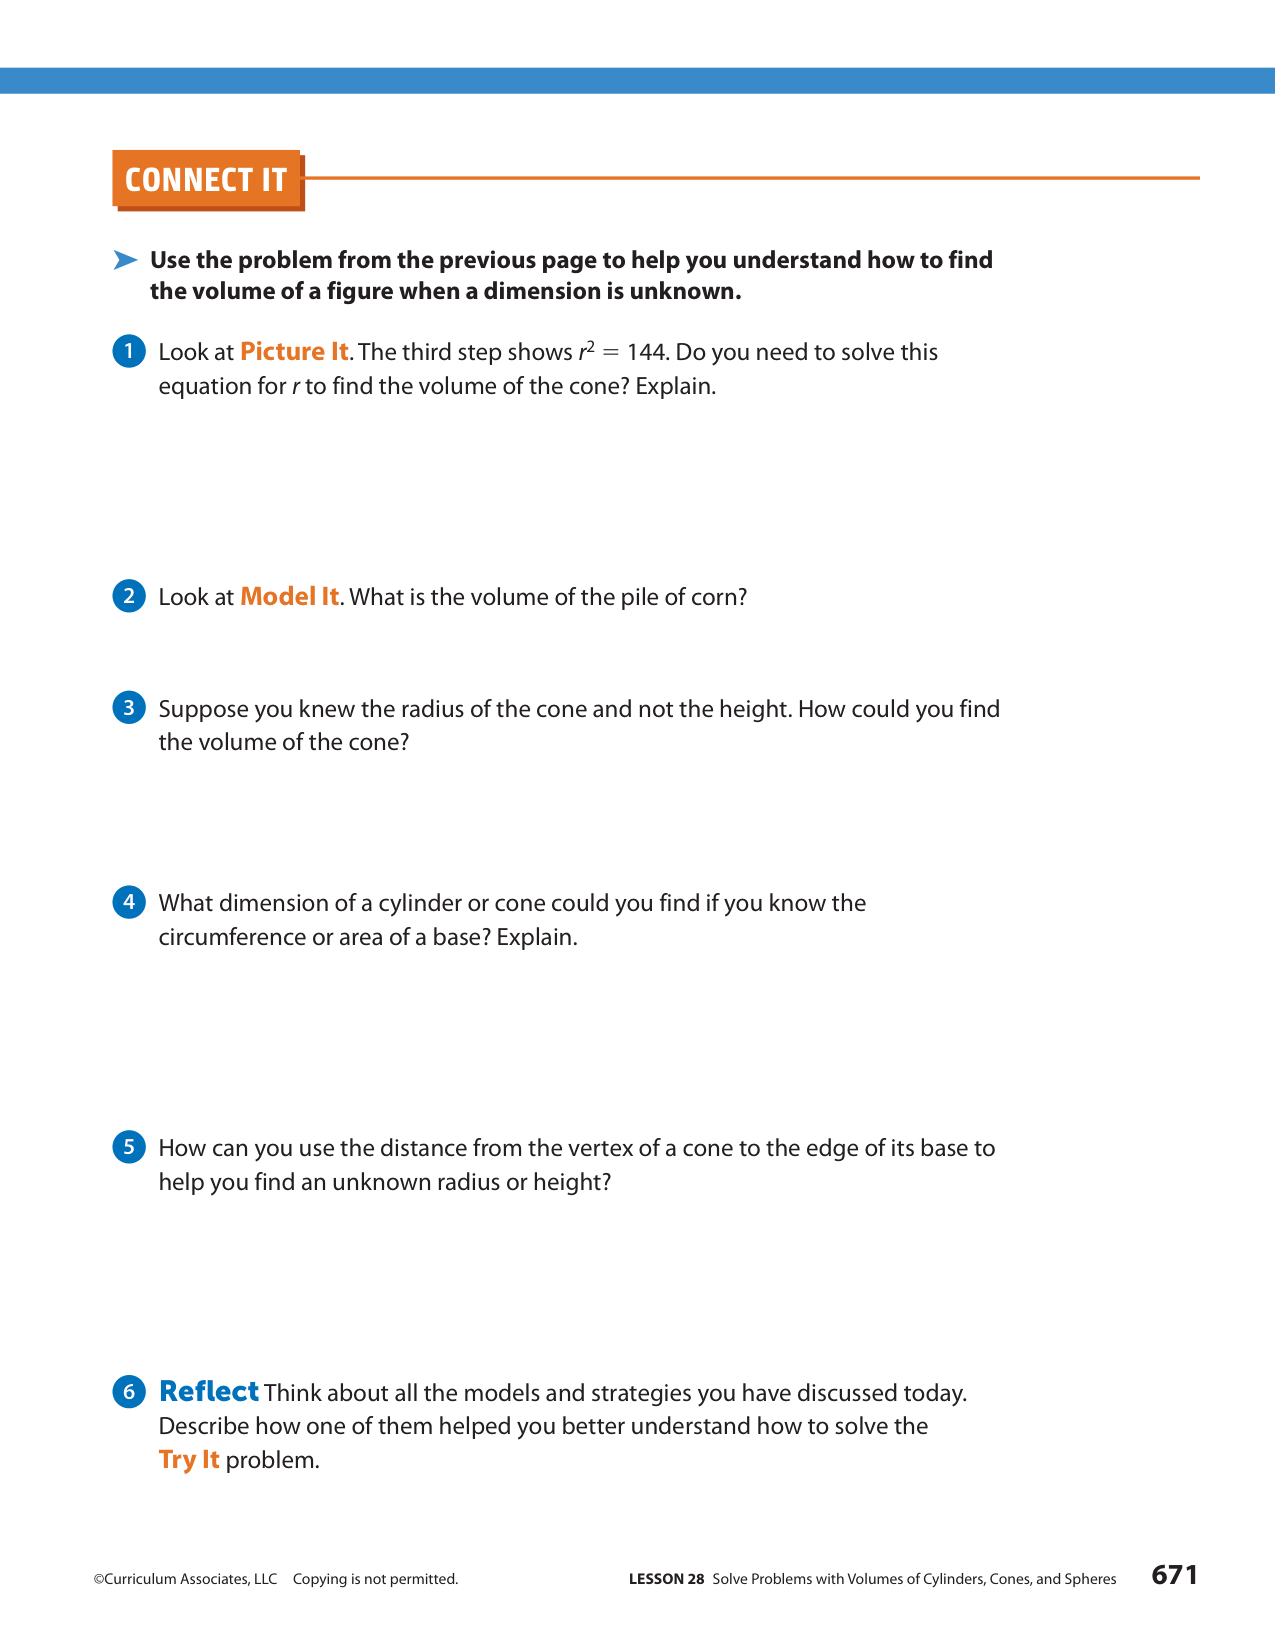 CONNECT IT
➤ Use the problem from the previous page to help you understand how to find
the volume of a figure when a dimension is unknown.
1 Look at Picture It. The third step shows r² = 144. Do you need to solve this
equation for r to find the volume of the cone? Explain.
2 Look at Model It. What is the volume of the pile of corn?
3 Suppose you knew the radius of the cone and not the height. How could you find
the volume of the cone?
4 What dimension of a cylinder or cone could you find if you know the
circumference or area of a base? Explain.
5 How can you use the distance from the vertex of a cone to the edge of its base to
help you find an unknown radius or height?
6 Reflect Think about all the models and strategies you have discussed today.
Describe how one of them helped you better understand how to solve the
Try It problem.
©Curriculum Associates, LLC Copying is not permitted. LESSON 28 Solve Problems with Volumes of Cylinders, Cones, and Spheres 671